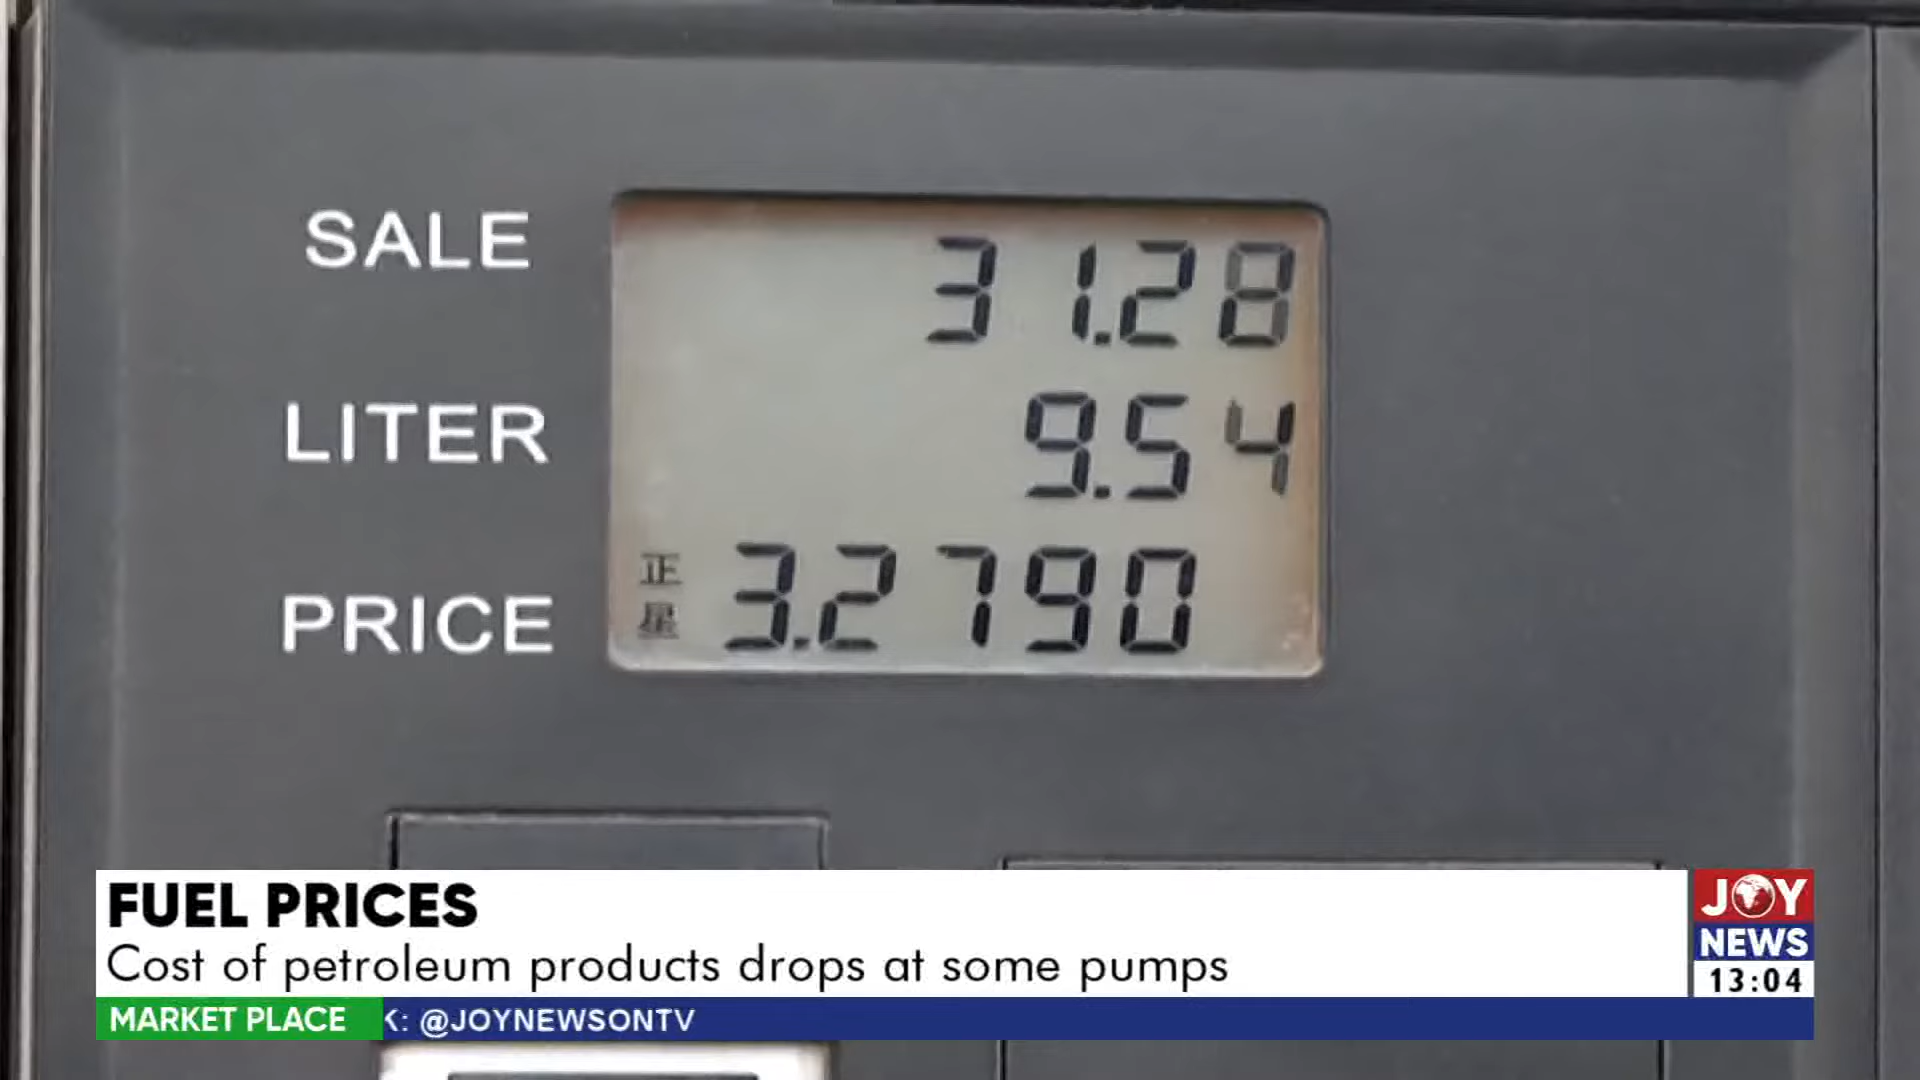 SALE 31.28
LITER 9.54
正星
PRICE 3.2790
FUEL PRICES
Cost of petroleum products drops at some pumps
JOY
NEWS
13:04
MARKET PLACE
K: @JOYNEWSONTV